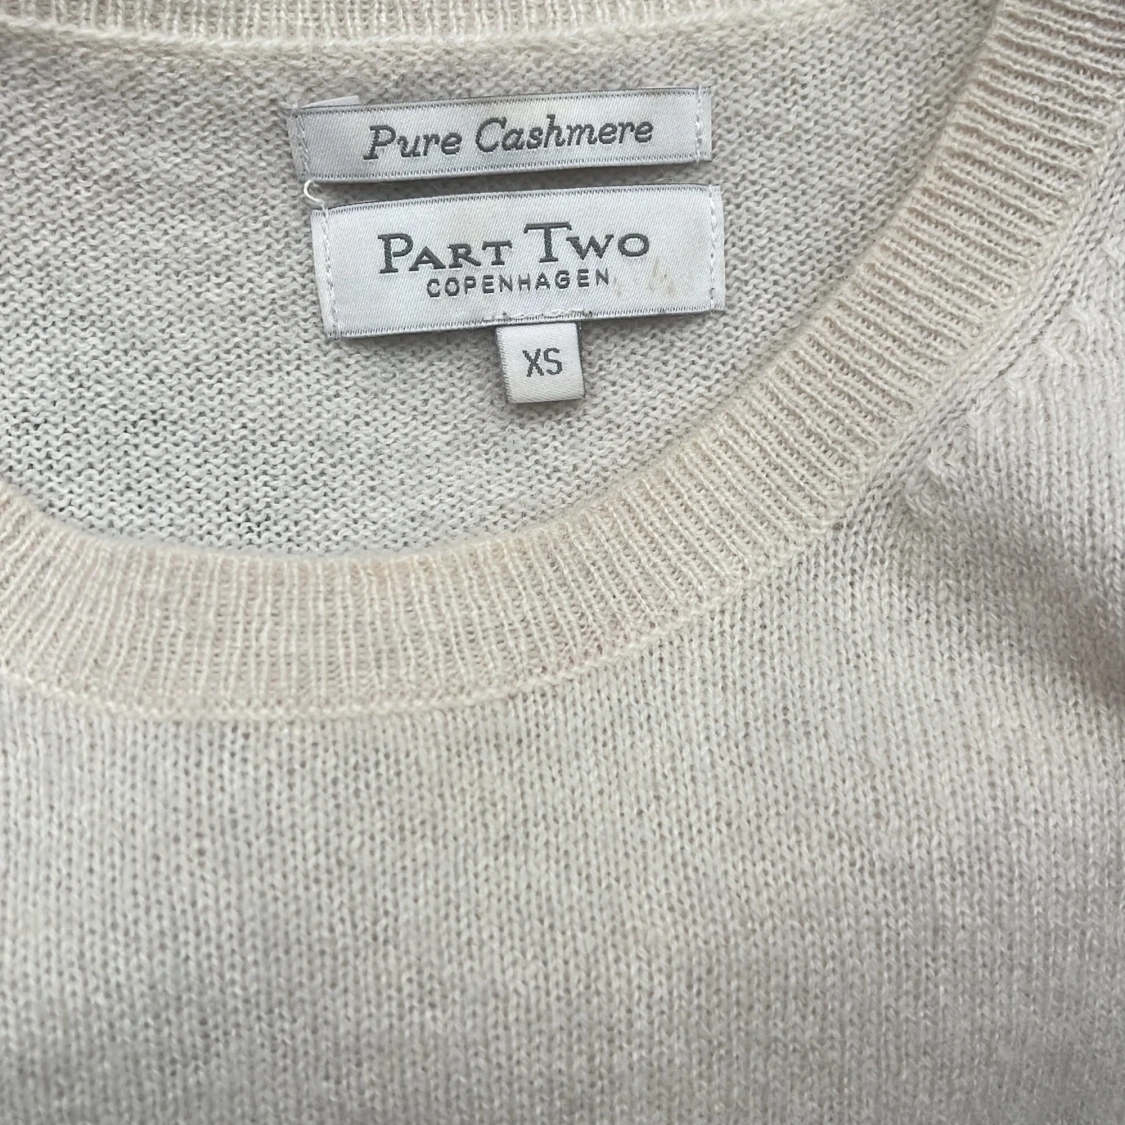 Pure Cashmere
PART TWO
COPENHAGEN
XS